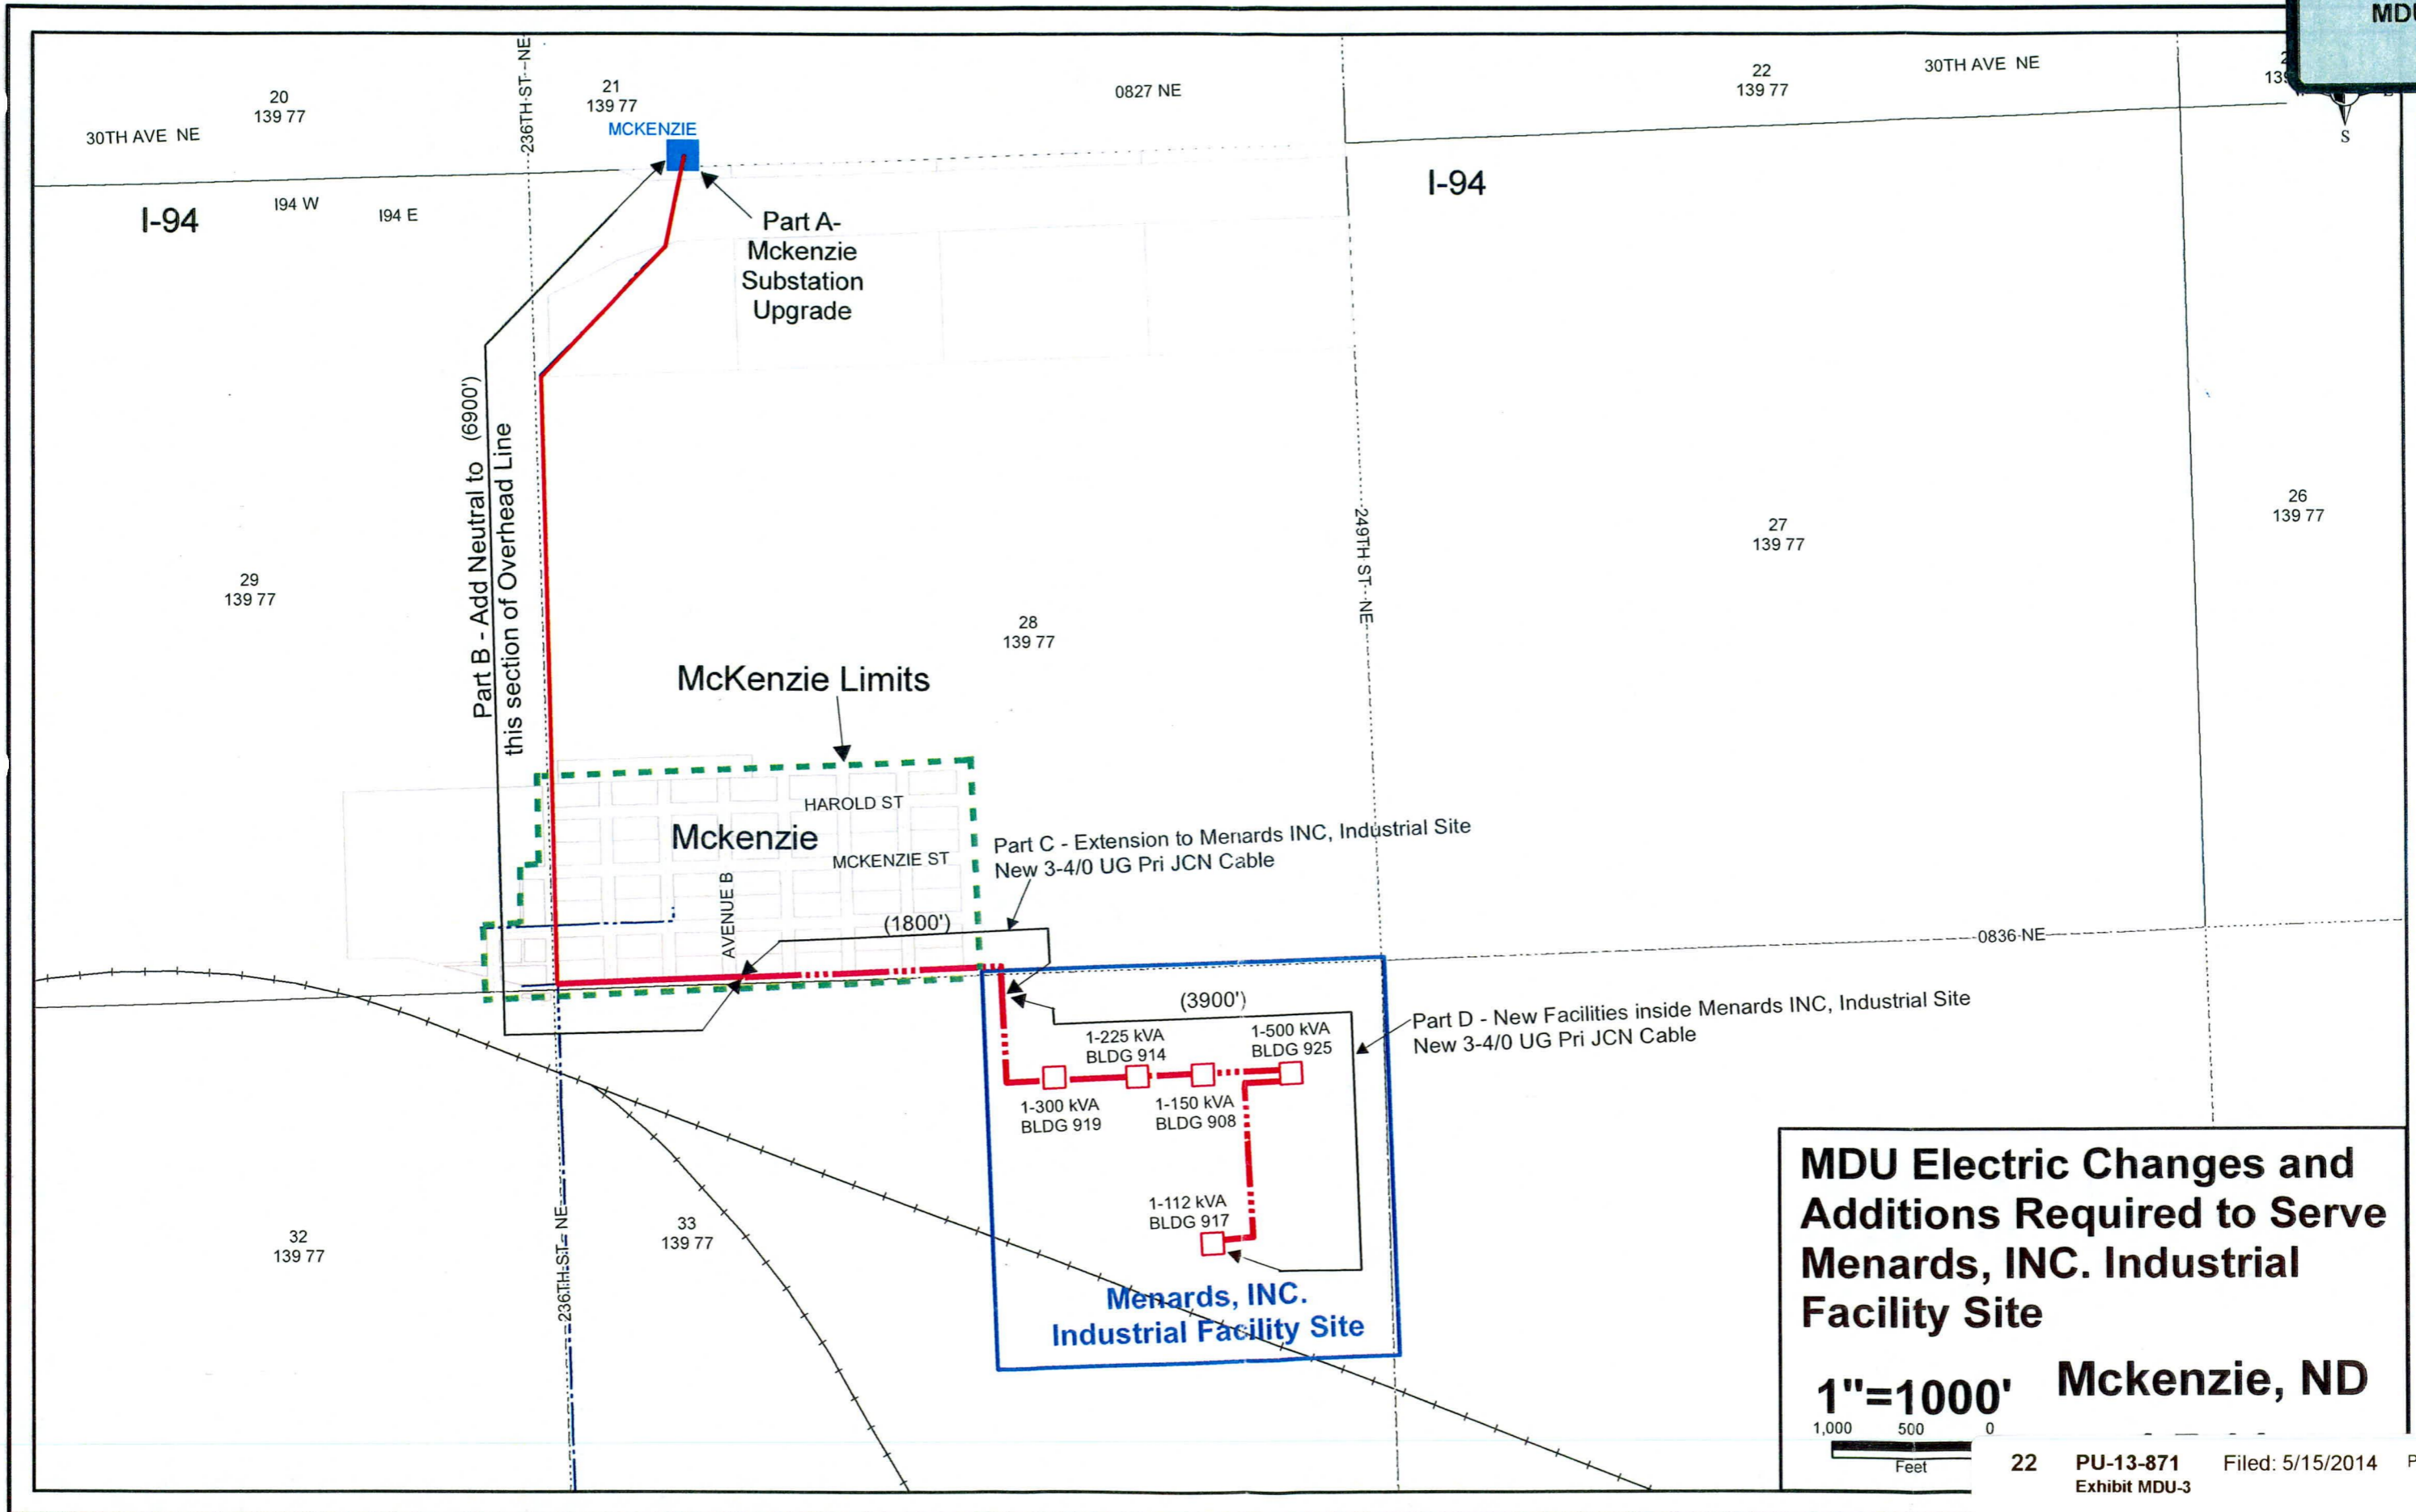 MDU
20
139 77
30TH AVE NE
236TH ST NE
21
139 77
MCKENZIE
0827 NE
22
139 77
30TH AVE NE
S
I-94
I94 W
I94 E
I-94
Part A-
Mckenzie
Substation
Upgrade
Part B - Add Neutral to (6900')
this section of Overhead Line
29
139 77
28
139 77
249TH ST NE
27
139 77
26
139 77
McKenzie Limits
HAROLD ST
Mckenzie
MCKENZIE ST
AVENUE B
(1800')
Part C - Extension to Menards INC, Industrial Site
New 3-4/0 UG Pri JCN Cable
0836 NE
(3900')
Part D - New Facilities inside Menards INC, Industrial Site
New 3-4/0 UG Pri JCN Cable
1-225 kVA
BLDG 914
1-500 kVA
BLDG 925
1-300 kVA
BLDG 919
1-150 kVA
BLDG 908
1-112 kVA
BLDG 917
Menards, INC.
Industrial Facility Site
32
139 77
236TH ST NE
33
139 77
MDU Electric Changes and
Additions Required to Serve
Menards, INC. Industrial
Facility Site
1"=1000'
Mckenzie, ND
1,000 500 0
Feet
22 PU-13-871 Filed: 5/15/2014
Exhibit MDU-3